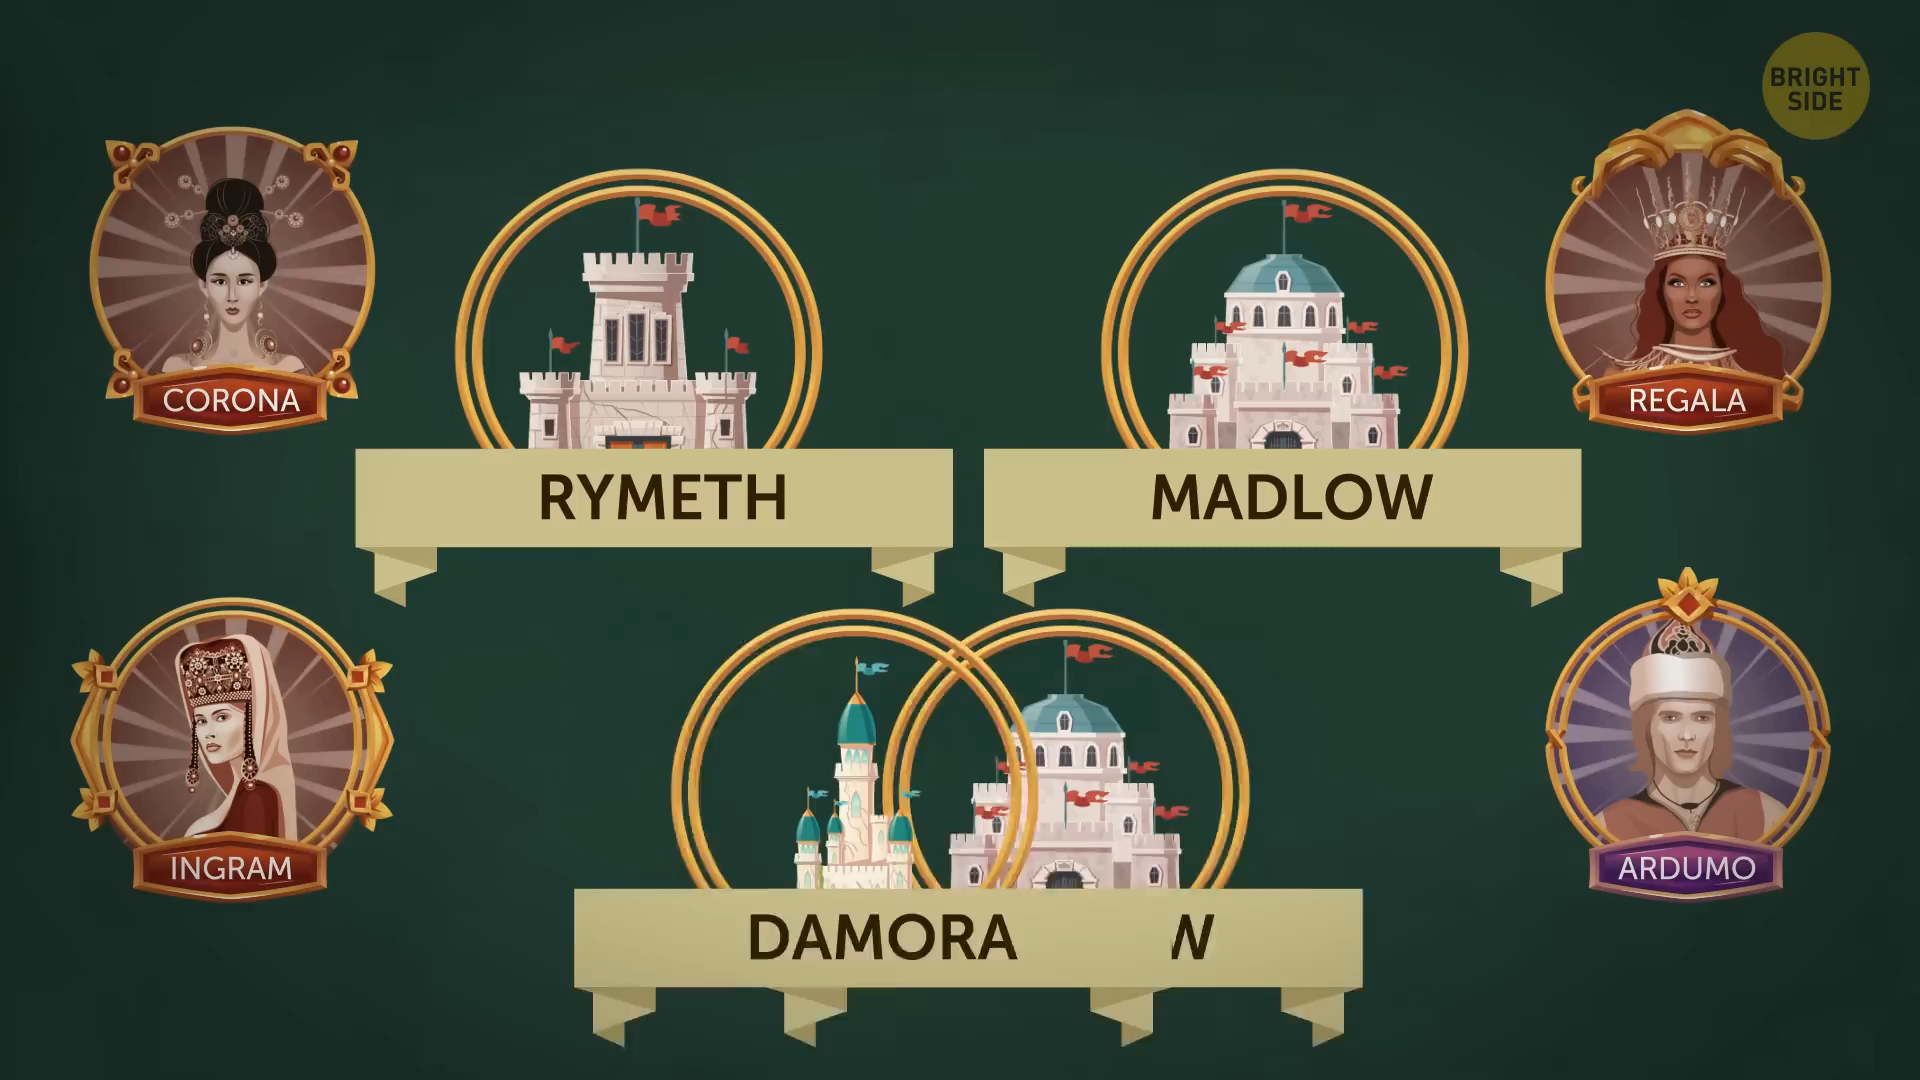 BRIGHT
SIDE
CORONA
REGALA
RYMETH
MADLOW
INGRAM
ARDUMO
DAMORA
W